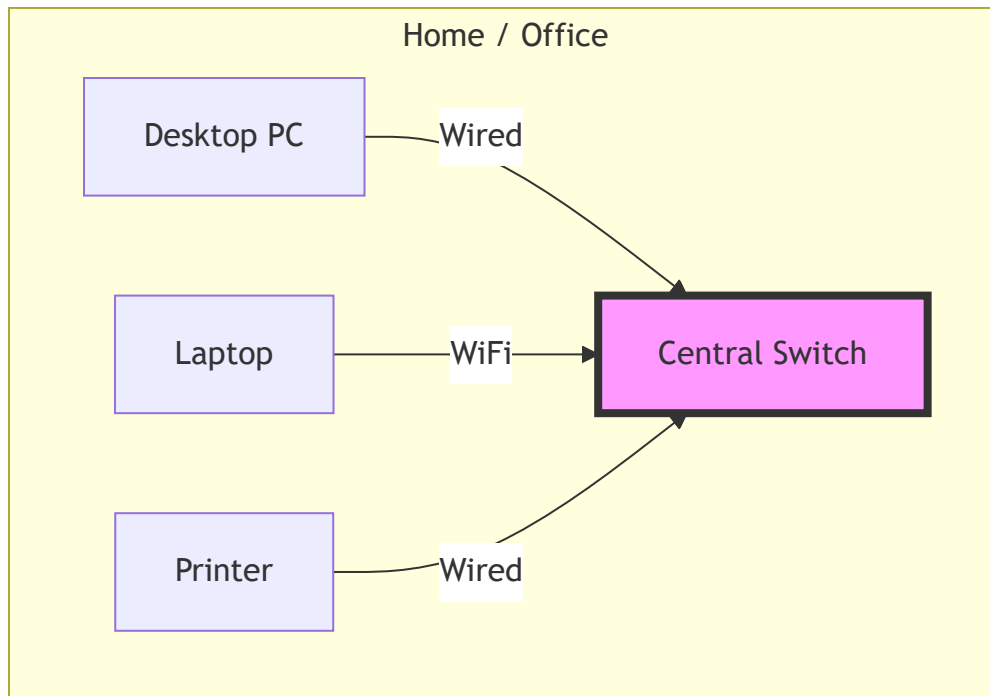 Home / Office
Desktop PC
Wired
Laptop
WiFi
Central Switch
Printer
Wired